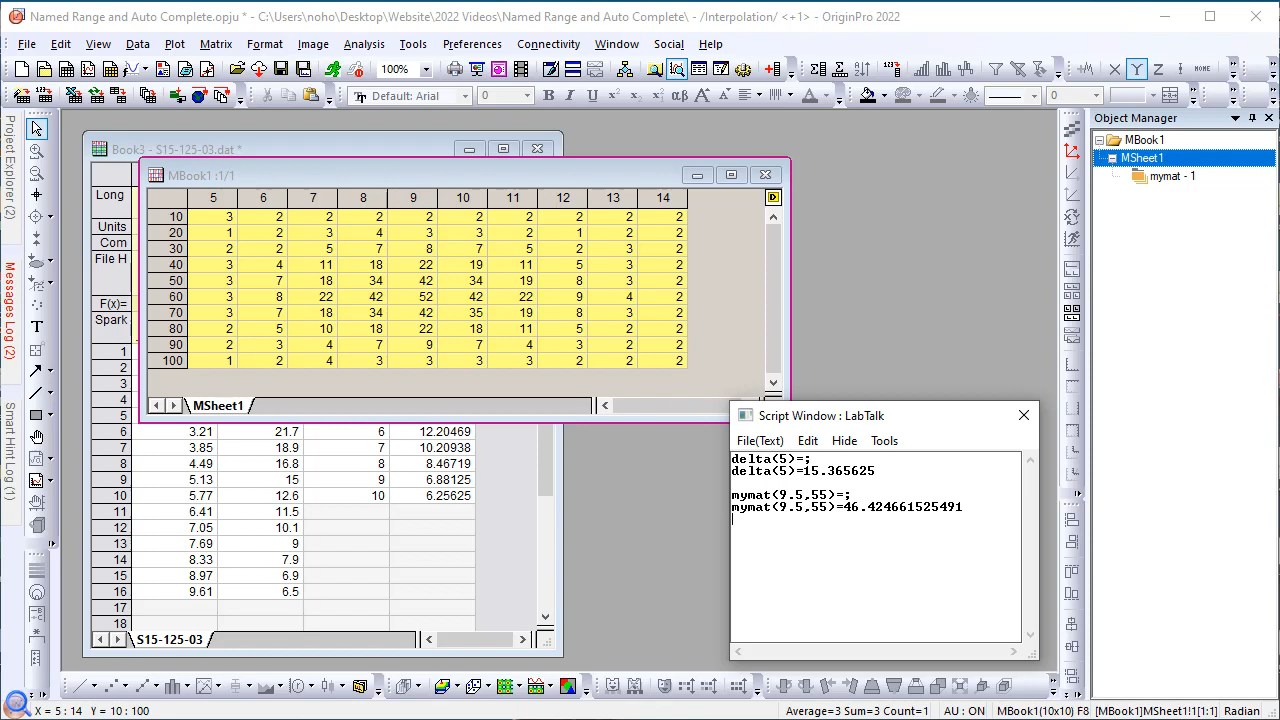 Named Range and Auto Complete.opju * - C:\Users\noho\Desktop\Website\2022 Videos\Named Range and Auto Complete\ - /Interpolation/ <+1> - OriginPro 2022
File Edit View Data Plot Matrix Format Image Analysis Tools Preferences Connectivity Window Social Help
100%
Default: Arial 0 B I U 0
Project Explorer (2)
Messages Log (2)
Smart Hint Log (1)
Book3 - S15-125-03.dat *
Long
Units
Com
File H
F(x)=
Spark
1
2
3
4
5
6 3.21 21.7 6 12.20469
7 3.85 18.9 7 10.20938
8 4.49 16.8 8 8.46719
9 5.13 15 9 6.88125
10 5.77 12.6 10 6.25625
11 6.41 11.5
12 7.05 10.1
13 7.69 9
14 8.33 7.9
15 8.97 6.9
16 9.61 6.5
17
18
S15-125-03
MBook1 :1/1
5 6 7 8 9 10 11 12 13 14
10 3 2 2 2 2 2 2 2 2 2
20 1 2 3 4 3 3 2 1 2 2
30 2 2 5 7 8 7 5 2 3 2
40 3 4 11 18 22 19 11 5 3 2
50 3 7 18 34 42 34 19 8 3 2
60 3 8 22 42 52 42 22 9 4 2
70 3 7 18 34 42 35 19 8 3 2
80 2 5 10 18 22 18 11 5 2 2
90 2 3 4 7 9 7 4 3 2 2
100 1 2 4 3 3 3 3 2 2 2
MSheet1
Script Window : LabTalk
File(Text) Edit Hide Tools
delta(5)=;
delta(5)=15.365625
mymat(9.5,55)=;
mymat(9.5,55)=46.424661525491
Object Manager
MBook1
MSheet1
mymat - 1
X = 5 : 14 Y = 10 : 100 Average=3 Sum=3 Count=1 AU : ON MBook1(10x10) F8 [MBook1]MSheet1!1[1:1] Radian